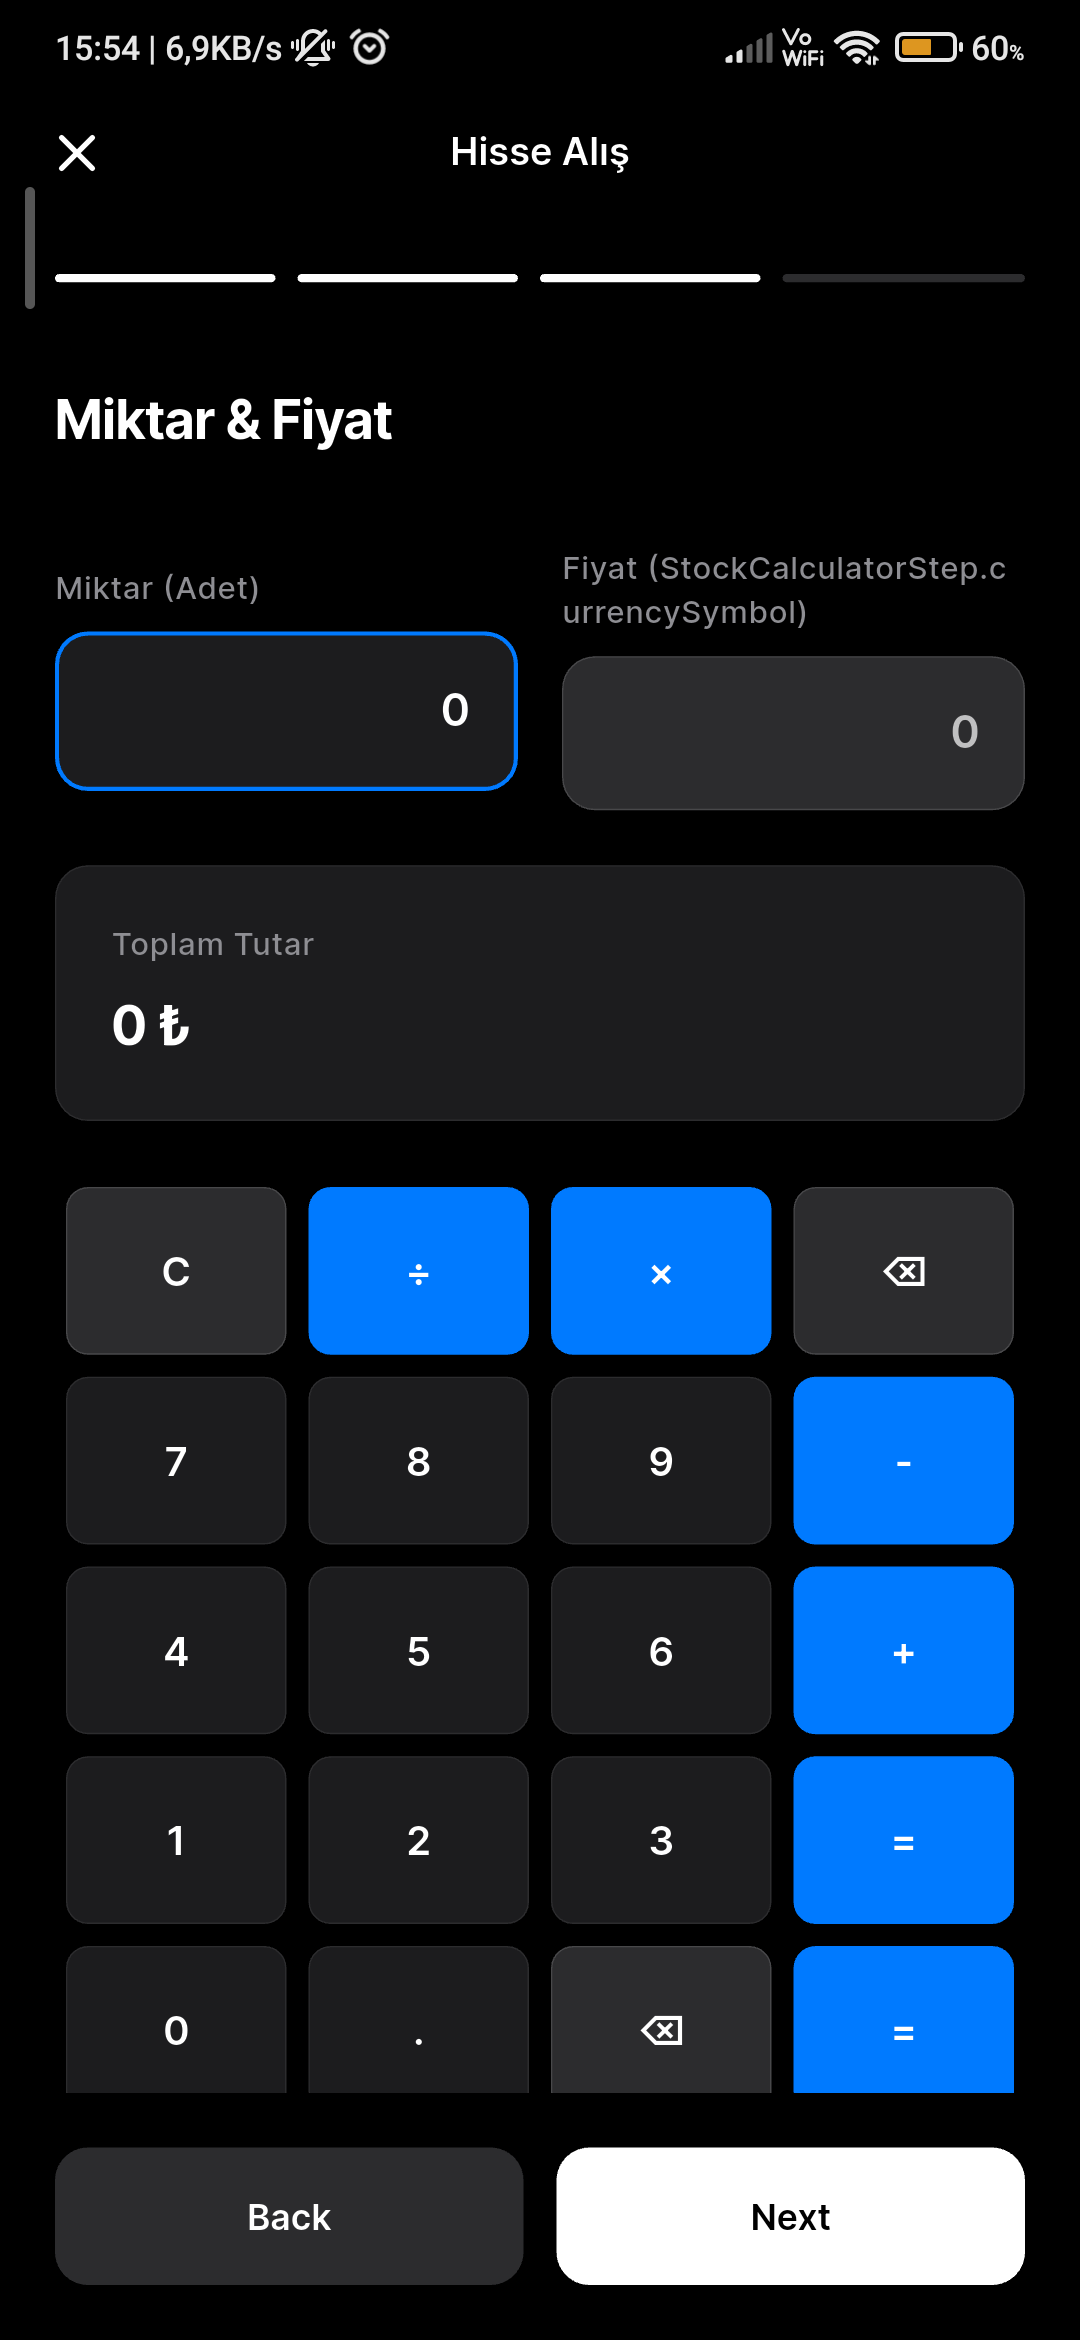 15:54 | 6,9KB/s Vo WiFi 60%
Hisse Alış
Miktar & Fiyat
Miktar (Adet)
Fiyat (StockCalculatorStep.c
urrencySymbol)
0
0
Toplam Tutar
0 ₺
C ÷ ×
7 8 9 -
4 5 6 +
1 2 3 =
0 . =
Back Next